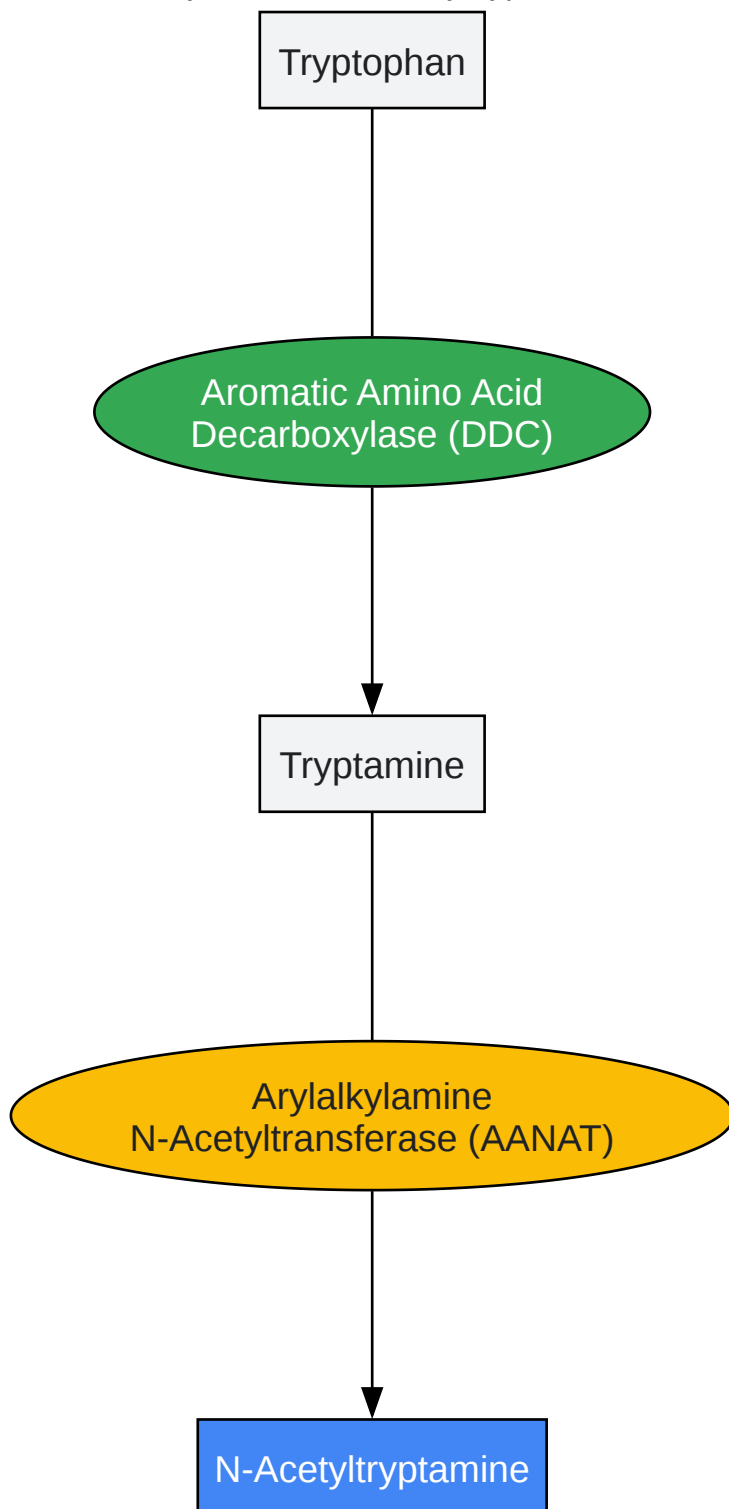 Tryptophan
Aromatic Amino Acid
Decarboxylase (DDC)
Tryptamine
Arylalkylamine
N-Acetyltransferase (AANAT)
N-Acetyltryptamine